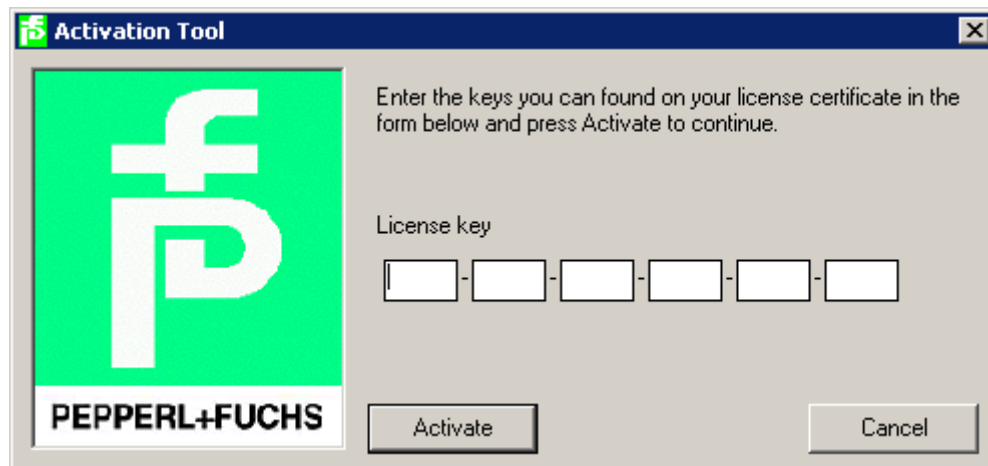 Activation Tool
Enter the keys you can found on your license certificate in the
form below and press Activate to continue.
License key
- - - - -
PEPPERL+FUCHS
Activate
Cancel